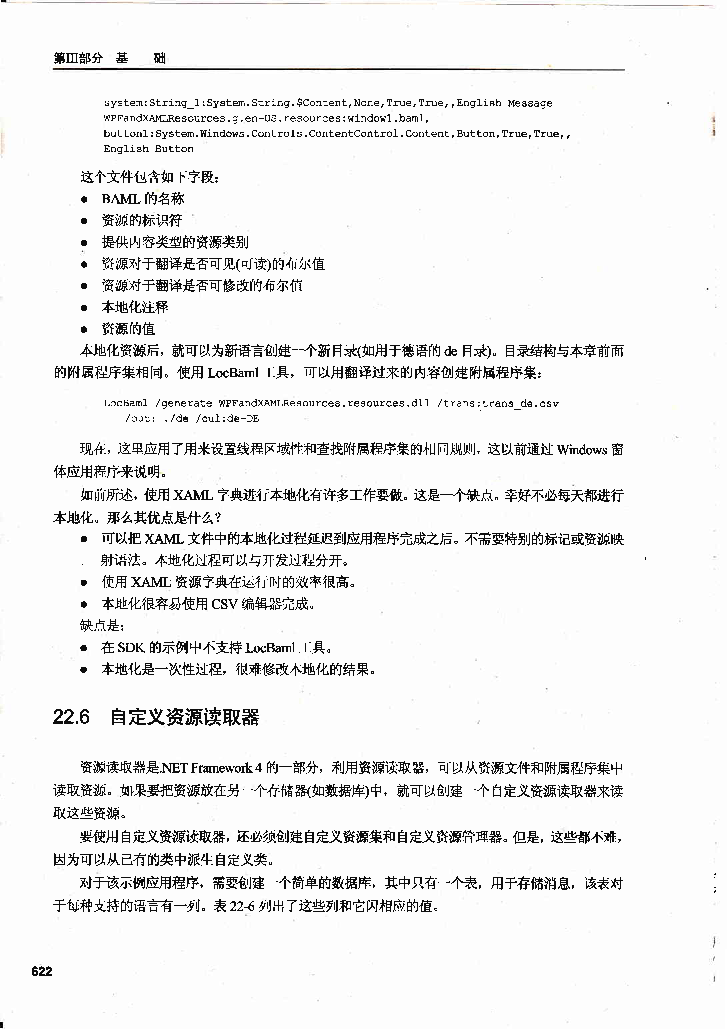 第Ⅲ部分 基 础
system:String_1:System.String.$Content,None,True,True,,English Message
WPFandXAMLResources.g.en-US.resources:window1.baml,
button1:System.Windows.Controls.ContentControl.Content,Button,True,True,,
English Button
这个文件包含如下字段：
● BAML 的名称
● 资源的标识符
● 提供内容类型的资源类别
● 资源对于翻译是否可见(可读)的布尔值
● 资源对于翻译是否可修改的布尔值
● 本地化注释
● 资源的值
本地化资源后，就可以为新语言创建一个新目录(如用于德语的 de 目录)。目录结构与本章前面
的附属程序集相同。使用 LocBaml 工具，可以用翻译过来的内容创建附属程序集：
LocBaml /generate WPFandXAMLResources.resources.dll /trans:trans_de.csv
/out: ./de /cul:de-DE
现在，这里应用了用来设置线程区域性和查找附属程序集的相同规则，这以前通过 Windows 窗
体应用程序来说明。
如前所述，使用 XAML 字典进行本地化有许多工作要做。这是一个缺点。幸好不必每天都进行
本地化。那么其优点是什么？
● 可以把 XAML 文件中的本地化过程延迟到应用程序完成之后。不需要特别的标记或资源映
射语法。本地化过程可以与开发过程分开。
● 使用 XAML 资源字典在运行时的效率很高。
● 本地化很容易使用 CSV 编辑器完成。
缺点是：
● 在 SDK 的示例中不支持 LocBaml 工具。
● 本地化是一次性过程，很难修改本地化的结果。
22.6 自定义资源读取器
资源读取器是.NET Framework 4 的一部分，利用资源读取器，可以从资源文件和附属程序集中
读取资源。如果要把资源放在另一个存储器(如数据库)中，就可以创建一个自定义资源读取器来读
取这些资源。
要使用自定义资源读取器，还必须创建自定义资源集和自定义资源管理器。但是，这些都不难，
因为可以从已有的类中派生自定义类。
对于该示例应用程序，需要创建一个简单的数据库，其中只有一个表，用于存储消息，该表对
于每种支持的语言有一列。表 22-6 列出了这些列和它闪相应的值。
622